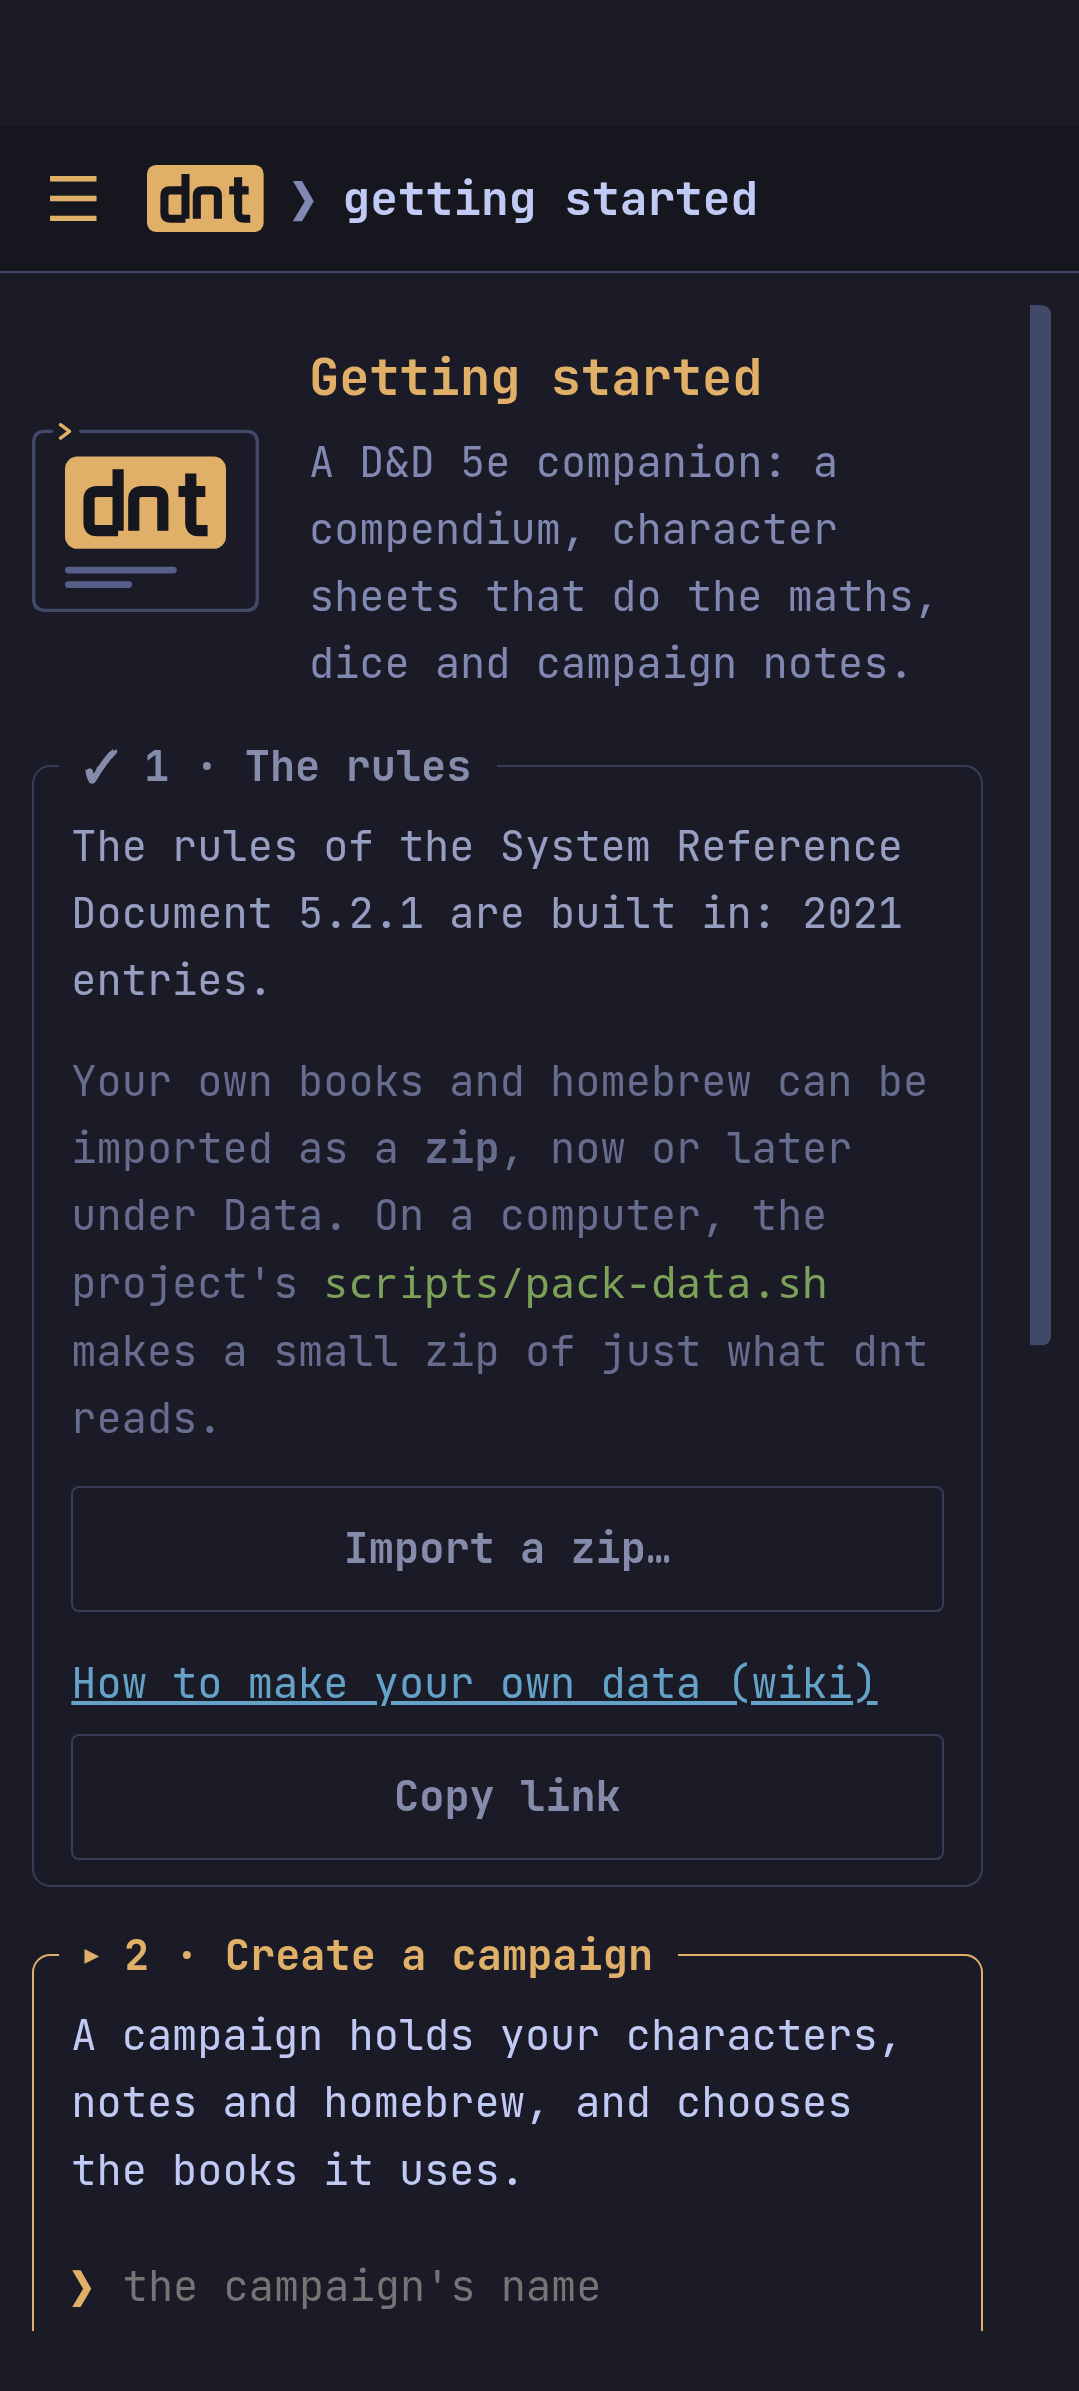 ☰ dnt ❯ getting started
Getting started
A D&D 5e companion: a
compendium, character
sheets that do the maths,
dice and campaign notes.
>
dnt
✓ 1 · The rules
The rules of the System Reference
Document 5.2.1 are built in: 2021
entries.
Your own books and homebrew can be
imported as a zip, now or later
under Data. On a computer, the
project's scripts/pack-data.sh
makes a small zip of just what dnt
reads.
Import a zip…
How to make your own data (wiki)
Copy link
▸ 2 · Create a campaign
A campaign holds your characters,
notes and homebrew, and chooses
the books it uses.
❯ the campaign's name